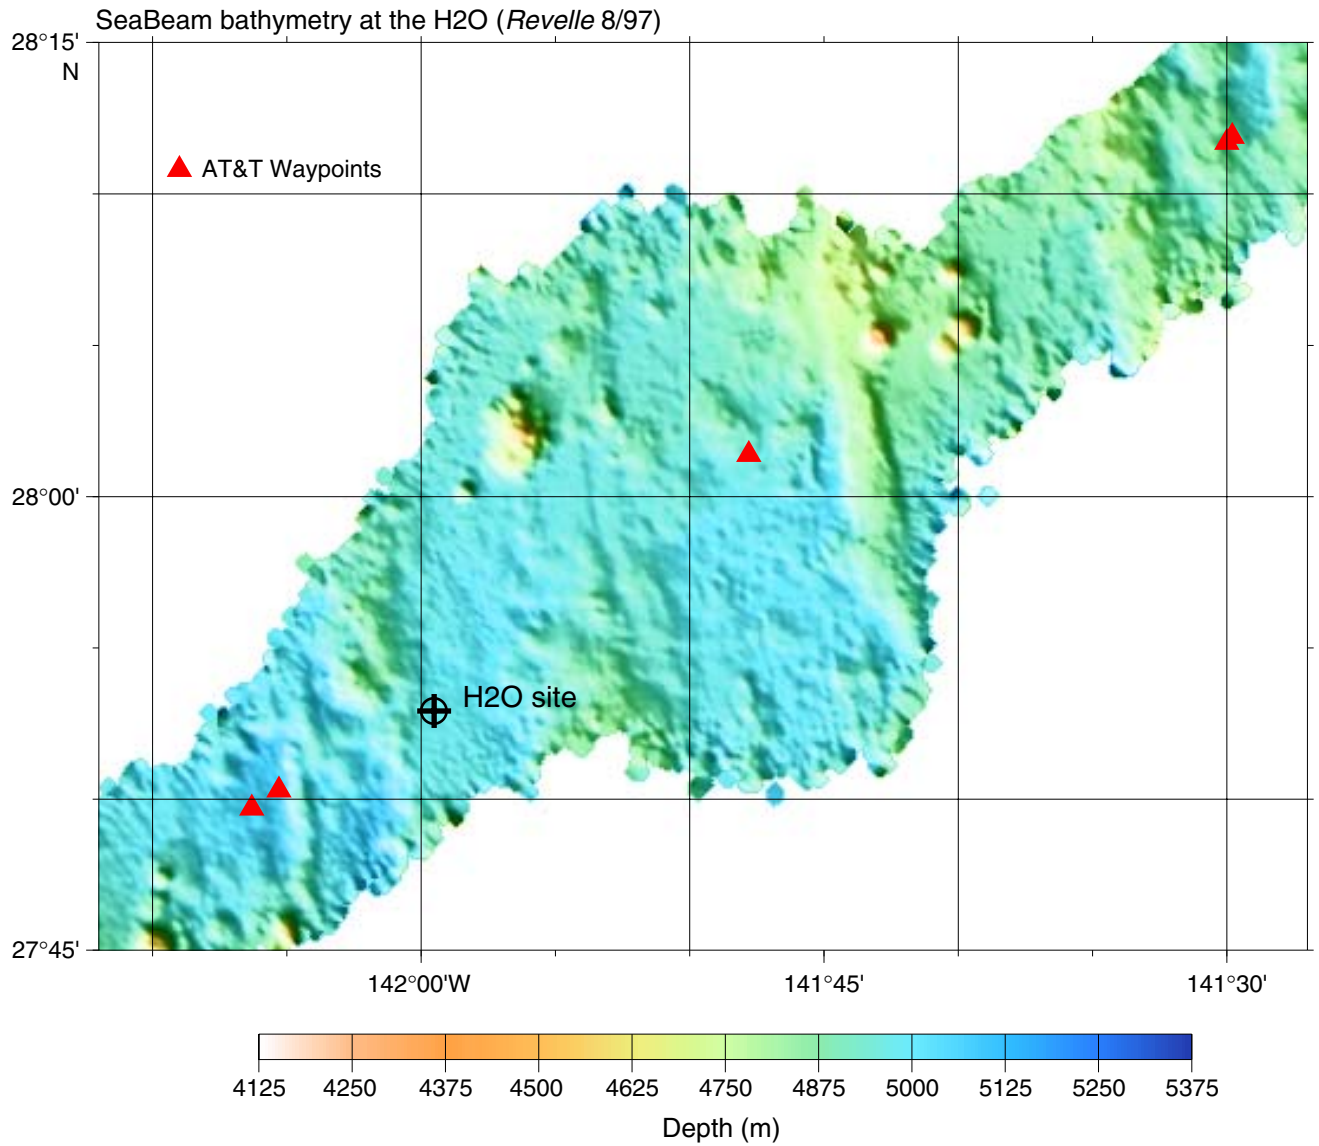 SeaBeam bathymetry at the H2O (Revelle 8/97)
28°15'
N
AT&T Waypoints
28°00'
H2O site
27°45'
142°00'W 141°45' 141°30'
4125 4250 4375 4500 4625 4750 4875 5000 5125 5250 5375
Depth (m)